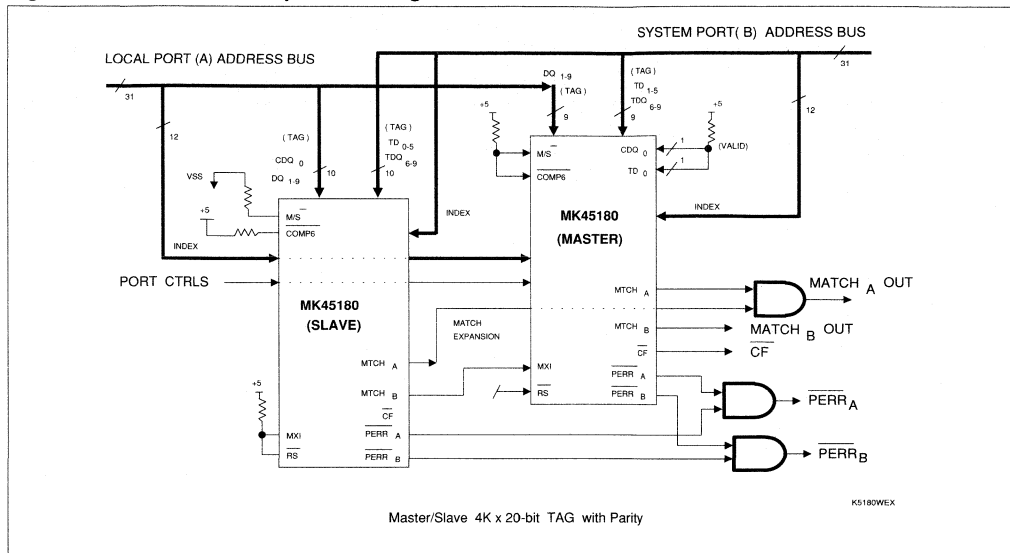 SYSTEM PORT( B) ADDRESS BUS
31
LOCAL PORT (A) ADDRESS BUS
31
12
( TAG )
CDQ 0
DQ 1-9
10
( TAG )
TD 0-5
TDQ 6-9
10
DQ 1-9
( TAG )
9
( TAG )
TD 1-5
TDQ 6-9
9
+5
+5
12
M/S
COMP6
CDQ 0
1
(VALID)
TD 0
1
VSS
+5
M/S
COMP6
INDEX
INDEX
INDEX
MK45180
(MASTER)
PORT CTRLS
MK45180
(SLAVE)
MATCH
EXPANSION
MTCH A
MTCH B
CF
PERR A
PERR B
MXI
RS
MATCH A OUT
MATCH B OUT
CF
PERR A
PERR B
+5
MXI
RS
MTCH A
MTCH B
CF
PERR A
PERR B
K5180WEX
Master/Slave 4K x 20-bit TAG with Parity